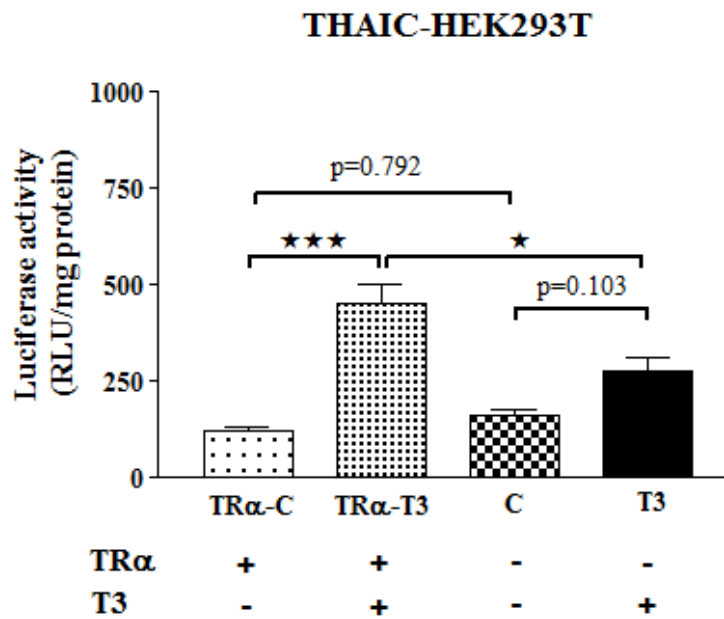 THAIC-HEK293T
Luciferase activity
(RLU/mg protein)
1000
750
500
250
0
p=0.792
★★★
★
p=0.103
TRα-C TRα-T3 C T3
TRα + + - -
T3 - + - +